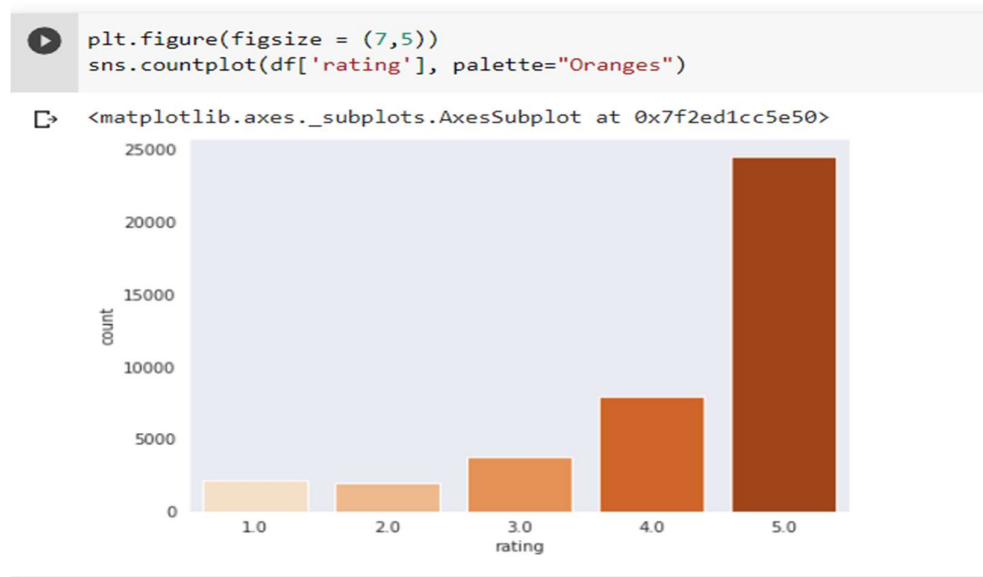 plt.figure(figsize = (7,5))
sns.countplot(df['rating'], palette="Oranges")
<matplotlib.axes._subplots.AxesSubplot at 0x7f2ed1cc5e50>
25000
20000
15000
10000
5000
0
count
1.0 2.0 3.0 4.0 5.0
rating